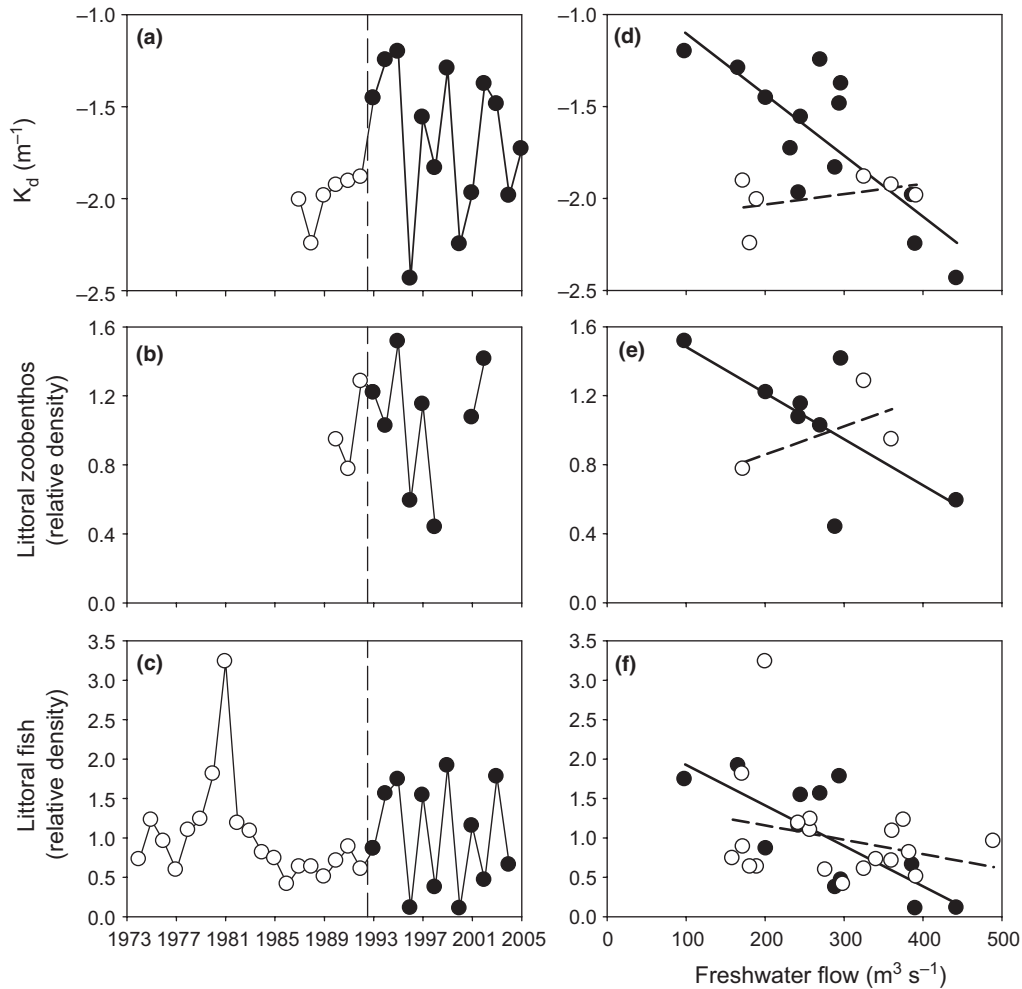 (a)
(d)
K_d (m⁻¹)
−1.0
−1.5
−2.0
−2.5
(b)
(e)
Littoral zoobenthos
(relative density)
1.6
1.2
0.8
0.4
0.0
(c)
(f)
Littoral fish
(relative density)
3.5
3.0
2.5
2.0
1.5
1.0
0.5
0.0
1973 1977 1981 1985 1989 1993 1997 2001 2005
0 100 200 300 400 500
Freshwater flow (m³ s⁻¹)